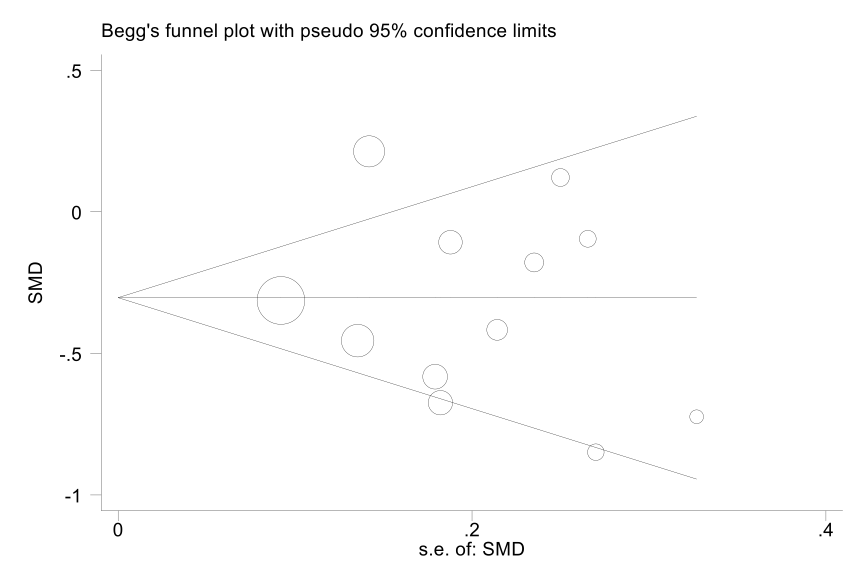 Begg's funnel plot with pseudo 95% confidence limits
.5
0
-.5
-1
SMD
0
.2
.4
s.e. of: SMD